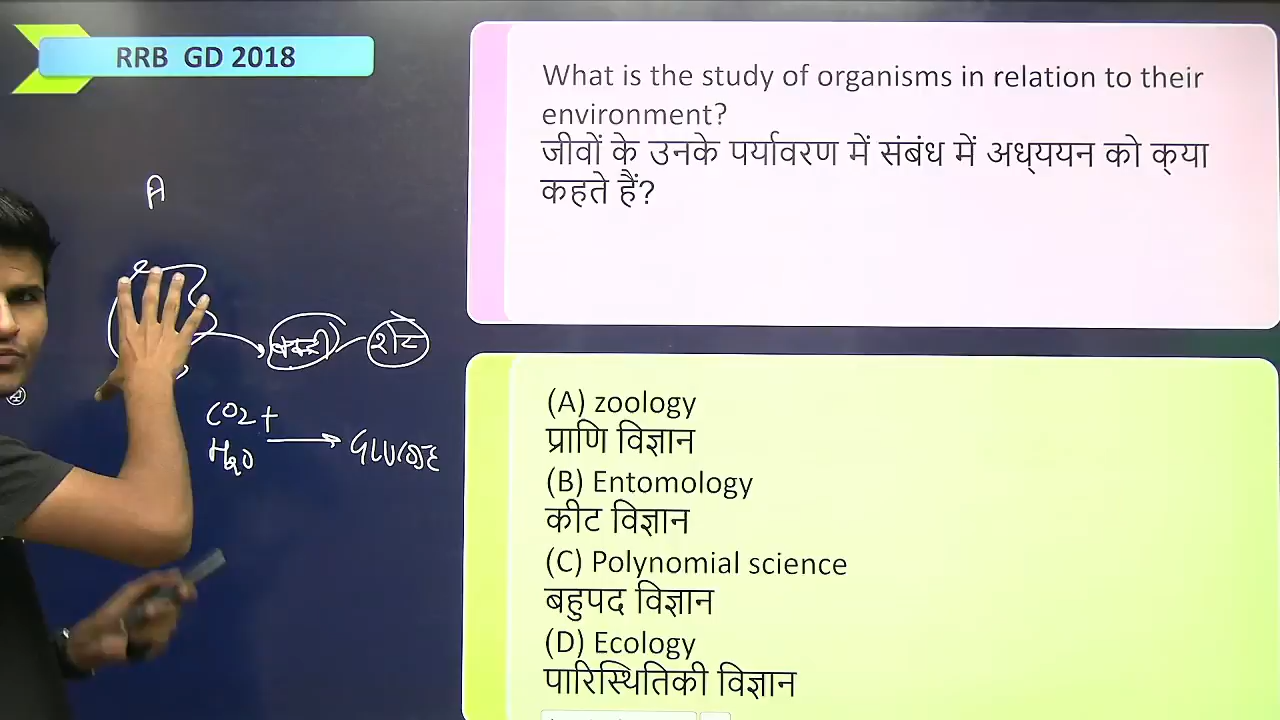 RRB GD 2018
What is the study of organisms in relation to their
environment?
जीवों के उनके पर्यावरण में संबंध में अध्ययन को क्या
कहते हैं?
A
बकरी
शेर
CO2 +
H2O
GLUCOSE
(A) zoology
प्राणि विज्ञान
(B) Entomology
कीट विज्ञान
(C) Polynomial science
बहुपद विज्ञान
(D) Ecology
पारिस्थितिकी विज्ञान